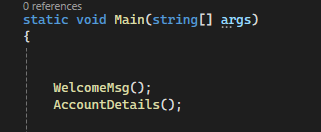 0 references
static void Main(string[] args)
{
WelcomeMsg();
AccountDetails();